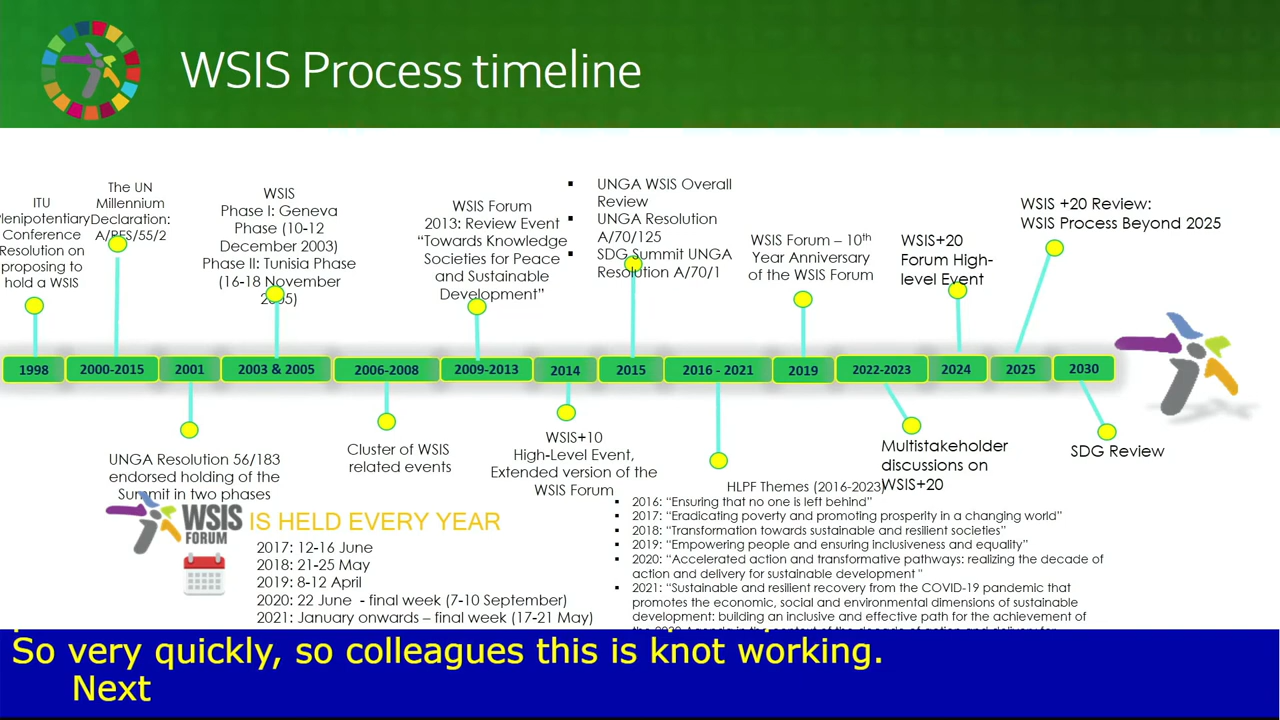 WSIS Process timeline
ITU
Plenipotentiary
Conference
Resolution on
proposing to
hold a WSIS
The UN
Millennium
Declaration:
A/RES/55/2
WSIS
Phase I: Geneva
Phase (10-12
December 2003)
Phase II: Tunisia Phase
(16-18 November
2005)
WSIS Forum
2013: Review Event
“Towards Knowledge
Societies for Peace
and Sustainable
Development”
▪ UNGA WSIS Overall
Review
▪ UNGA Resolution
A/70/125
▪ SDG Summit UNGA
Resolution A/70/1
WSIS Forum – 10th
Year Anniversary
of the WSIS Forum
WSIS+20
Forum High-
level Event
WSIS +20 Review:
WSIS Process Beyond 2025
1998
2000-2015
2001
2003 & 2005
2006-2008
2009-2013
2014
2015
2016 - 2021
2019
2022-2023
2024
2025
2030
UNGA Resolution 56/183
endorsed holding of the
Summit in two phases
Cluster of WSIS
related events
WSIS+10
High-Level Event,
Extended version of the
WSIS Forum
Multistakeholder
discussions on
WSIS+20
SDG Review
WSIS
FORUM
IS HELD EVERY YEAR
2017: 12-16 June
2018: 21-25 May
2019: 8-12 April
2020: 22 June - final week (7-10 September)
2021: January onwards – final week (17-21 May)
HLPF Themes (2016-2023)
▪ 2016: “Ensuring that no one is left behind”
▪ 2017: “Eradicating poverty and promoting prosperity in a changing world”
▪ 2018: “Transformation towards sustainable and resilient societies”
▪ 2019: “Empowering people and ensuring inclusiveness and equality”
▪ 2020: “Accelerated action and transformative pathways: realizing the decade of
action and delivery for sustainable development "
▪ 2021: “Sustainable and resilient recovery from the COVID-19 pandemic that
promotes the economic, social and environmental dimensions of sustainable
development: building an inclusive and effective path for the achievement of
So very quickly, so colleagues this is knot working.
Next